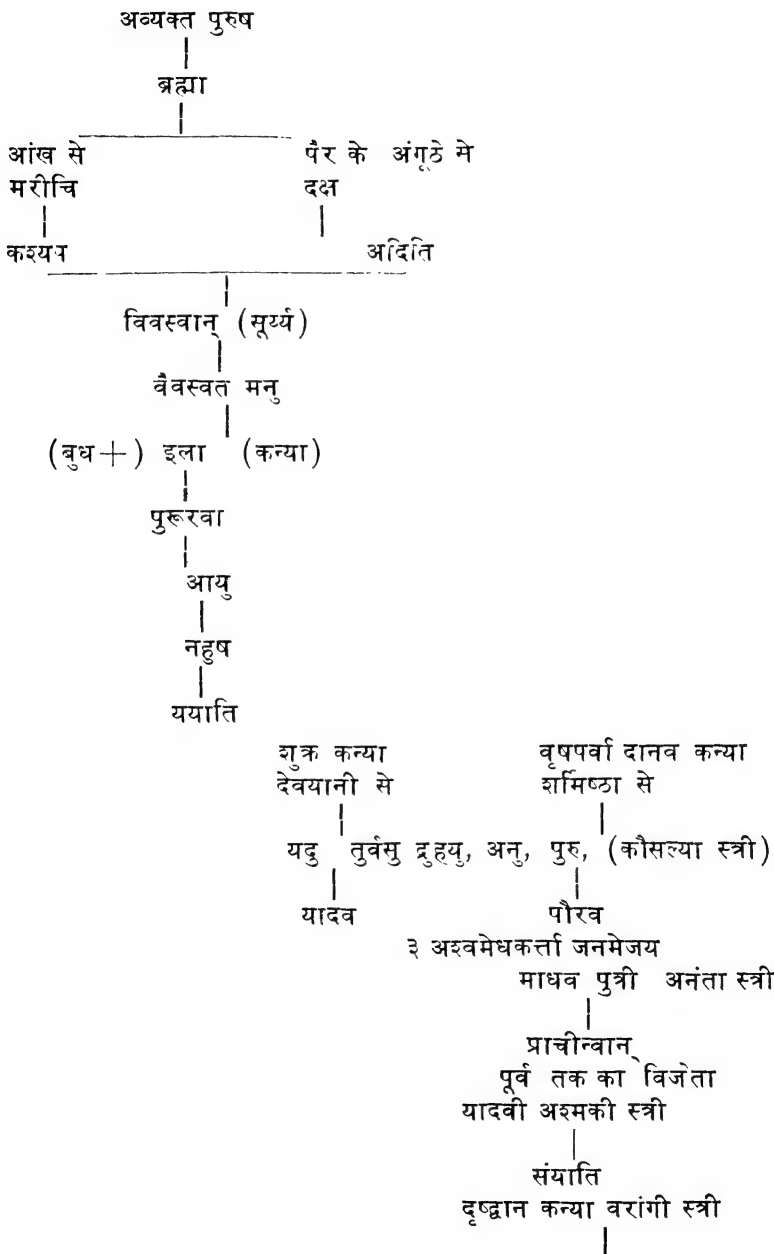 अव्यक्त पुरुष
ब्रह्मा
आंख से पैर के अंगूठे मे
मरीचि दक्ष
कश्यप अदिति
विवस्वान् (सूर्य्य)
वैवस्वत मनु
(बुध+) इला (कन्या)
पुरूरवा
आयु
नहुष
ययाति
शुक्र कन्या वृषपर्वा दानव कन्या
देवयानी से शर्मिष्ठा से
यदु तुर्वसु द्रुहयु, अनु, पुरु, (कौसल्या स्त्री)
यादव पौरव
३ अश्वमेधकर्त्ता जनमेजय
माधव पुत्री अनंता स्त्री
प्राचीन्वान्
पूर्व तक का विजेता
यादवी अश्मकी स्त्री
संयाति
दृष्द्वान कन्या वरांगी स्त्री